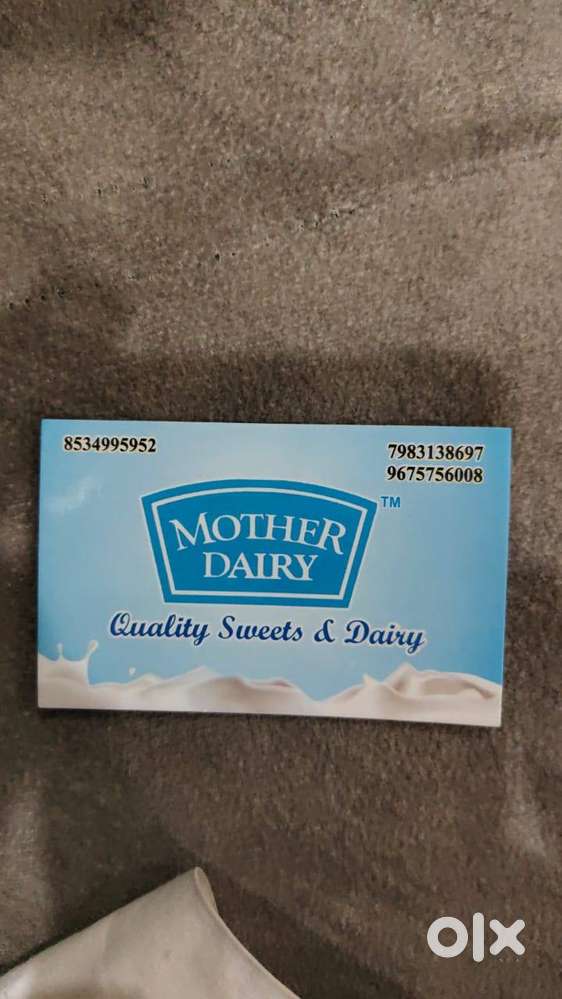 8534995952
7983138697
9675756008
MOTHER
DAIRY
TM
Quality Sweets & Dairy
olx